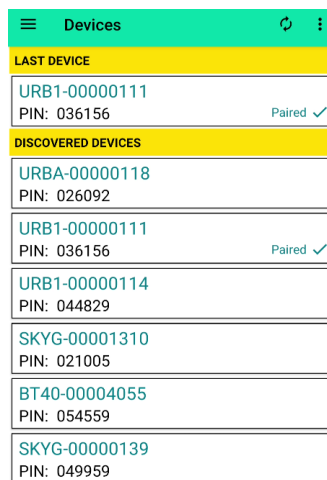 Devices
LAST DEVICE
URB1-00000111
PIN: 036156
Paired
DISCOVERED DEVICES
URBA-00000118
PIN: 026092
URB1-00000111
PIN: 036156
Paired
URB1-00000114
PIN: 044829
SKYG-00001310
PIN: 021005
BT40-00004055
PIN: 054559
SKYG-00000139
PIN: 049959